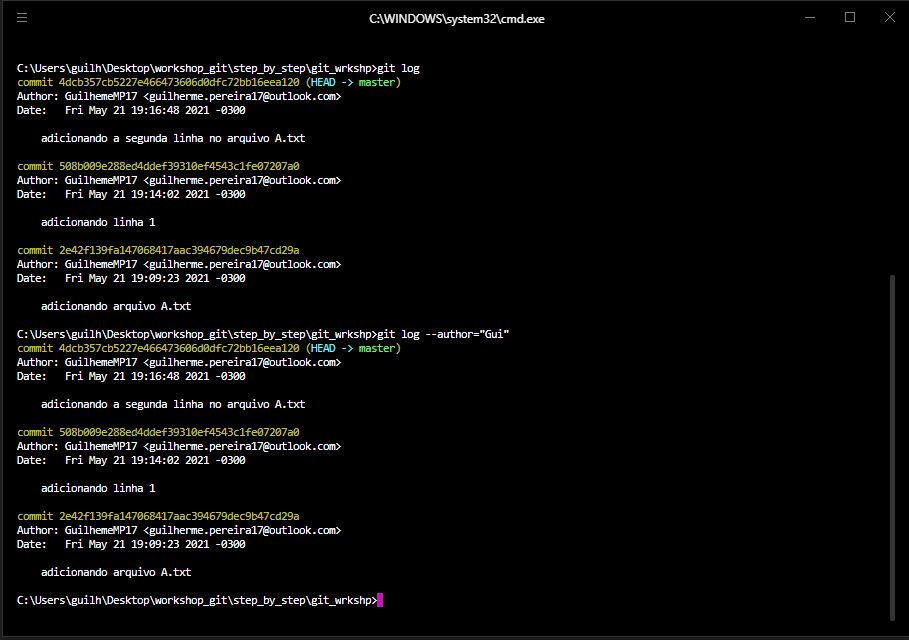 C:\WINDOWS\system32\cmd.exe
C:\Users\guilh\Desktop\workshop_git\step_by_step\git_wrkshp>git log
commit 4dcb357cb5227e466473606d0dfc72bb16eea120 (HEAD -> master)
Author: GuilhemeMP17 <guilherme.pereira17@outlook.com>
Date:   Fri May 21 19:16:48 2021 -0300
    adicionando a segunda linha no arquivo A.txt
commit 508b009e288ed4ddef39310ef4543c1fe07207a0
Author: GuilhemeMP17 <guilherme.pereira17@outlook.com>
Date:   Fri May 21 19:14:02 2021 -0300
    adicionando linha 1
commit 2e42f139fa147068417aac394679dec9b47cd29a
Author: GuilhemeMP17 <guilherme.pereira17@outlook.com>
Date:   Fri May 21 19:09:23 2021 -0300
    adicionando arquivo A.txt
C:\Users\guilh\Desktop\workshop_git\step_by_step\git_wrkshp>git log --author="Gui"
commit 4dcb357cb5227e466473606d0dfc72bb16eea120 (HEAD -> master)
Author: GuilhemeMP17 <guilherme.pereira17@outlook.com>
Date:   Fri May 21 19:16:48 2021 -0300
    adicionando a segunda linha no arquivo A.txt
commit 508b009e288ed4ddef39310ef4543c1fe07207a0
Author: GuilhemeMP17 <guilherme.pereira17@outlook.com>
Date:   Fri May 21 19:14:02 2021 -0300
    adicionando linha 1
commit 2e42f139fa147068417aac394679dec9b47cd29a
Author: GuilhemeMP17 <guilherme.pereira17@outlook.com>
Date:   Fri May 21 19:09:23 2021 -0300
    adicionando arquivo A.txt
C:\Users\guilh\Desktop\workshop_git\step_by_step\git_wrkshp>